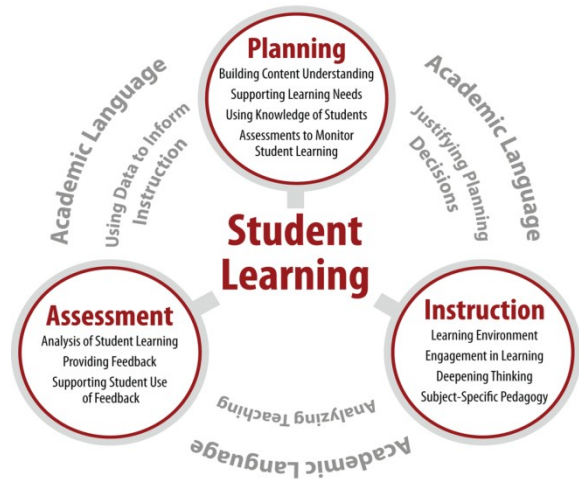 Planning
Building Content Understanding
Supporting Learning Needs
Using Knowledge of Students
Assessments to Monitor
Student Learning
Academic Language
Using Data to Inform
Instruction
Academic Language
Justifying Planning
Decisions
Student
Learning
Assessment
Analysis of Student Learning
Providing Feedback
Supporting Student Use
of Feedback
Instruction
Learning Environment
Engagement in Learning
Deepening Thinking
Subject-Specific Pedagogy
Analyzing Teaching
Academic Language